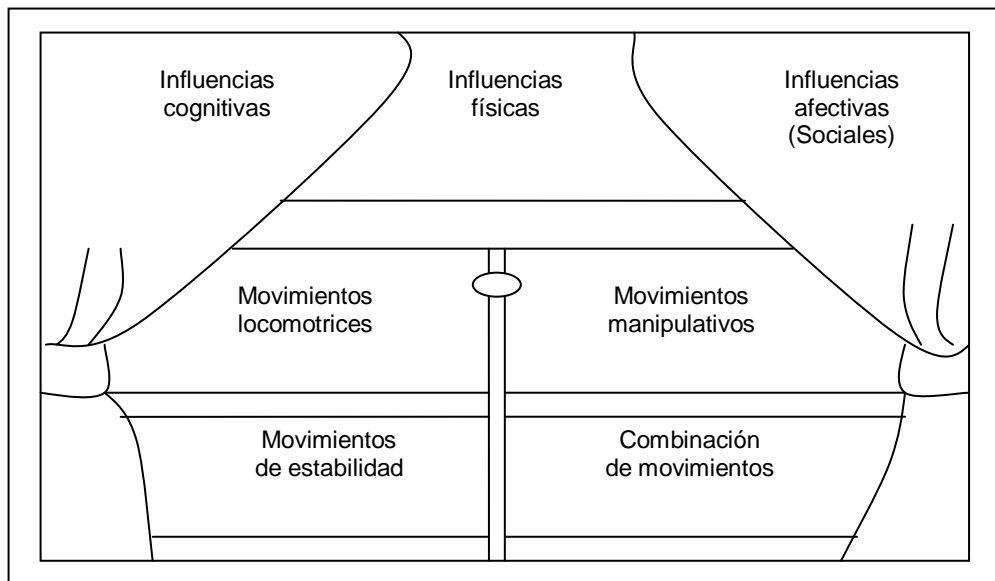 Influencias
cognitivas
Influencias
físicas
Influencias
afectivas
(Sociales)
Movimientos
locomotrices
Movimientos
manipulativos
Movimientos
de estabilidad
Combinación
de movimientos